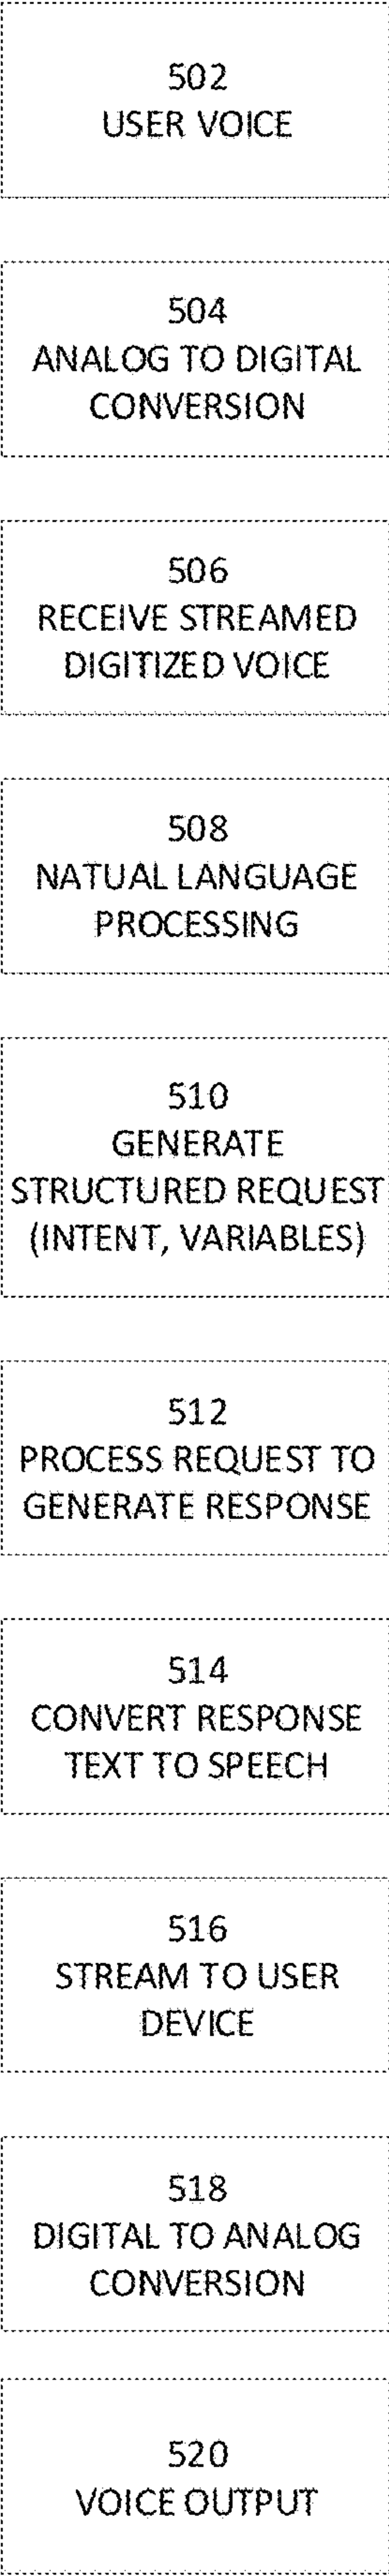 502
USER VOICE
504
ANALOG TO DIGITAL
CONVERSION
506
RECEIVE STREAMED
DIGITIZED VOICE
508
NATUAL LANGUAGE
PROCESSING
510
GENERATE
STRUCTURED REQUEST
(INTENT, VARIABLES)
512
PROCESS REQUEST TO
GENERATE RESPONSE
514
CONVERT RESPONSE
TEXT TO SPEECH
516
STREAM TO USER
DEVICE
518
DIGITAL TO ANALOG
CONVERSION
520
VOICE OUTPUT